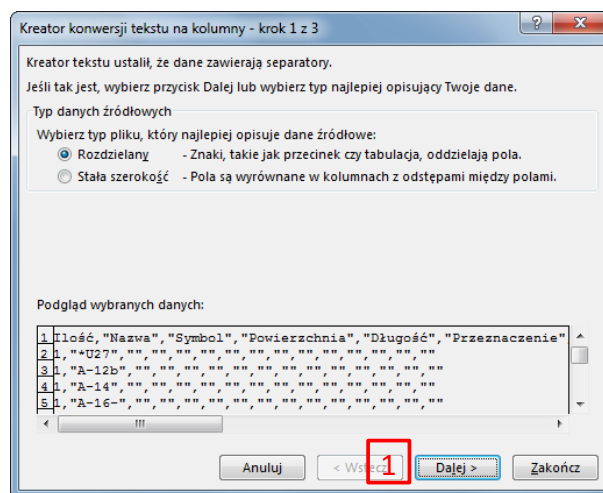 Kreator konwersji tekstu na kolumny - krok 1 z 3
Kreator tekstu ustalił, że dane zawierają separatory.
Jeśli tak jest, wybierz przycisk Dalej lub wybierz typ najlepiej opisujący Twoje dane.
Typ danych źródłowych
Wybierz typ pliku, który najlepiej opisuje dane źródłowe:
Rozdzielany - Znaki, takie jak przecinek czy tabulacja, oddzielają pola.
Stała szerokość - Pola są wyrównane w kolumnach z odstępami między polami.
Podgląd wybranych danych:
1 Ilość,"Nazwa","Symbol","Powierzchnia","Długość","Przeznaczenie"
2 1,"*U27","","","","","","","","","","","",""
3 1,"A-12b","","","","","","","","","","","",""
4 1,"A-14","","","","","","","","","","","",""
5 1,"A-16-","","","","","","","","","","","",""
Anuluj < Wstecz 1 Dalej > Zakończ